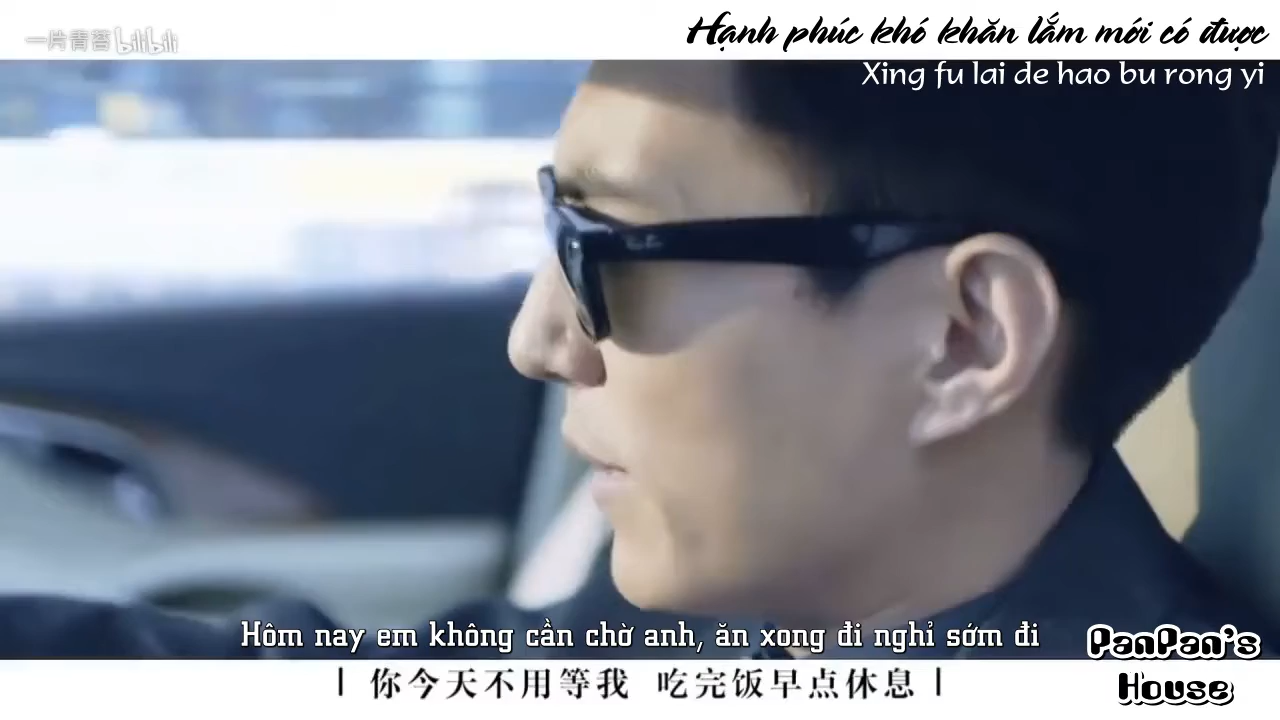 一片青苔 bilibili
Hạnh phúc khó khăn lắm mới có được
Xing fu lai de hao bu rong yi
Hôm nay em không cần chờ anh, ăn xong đi nghỉ sớm đi
| 你今天不用等我 吃完饭早点休息 |
PanPan's
House